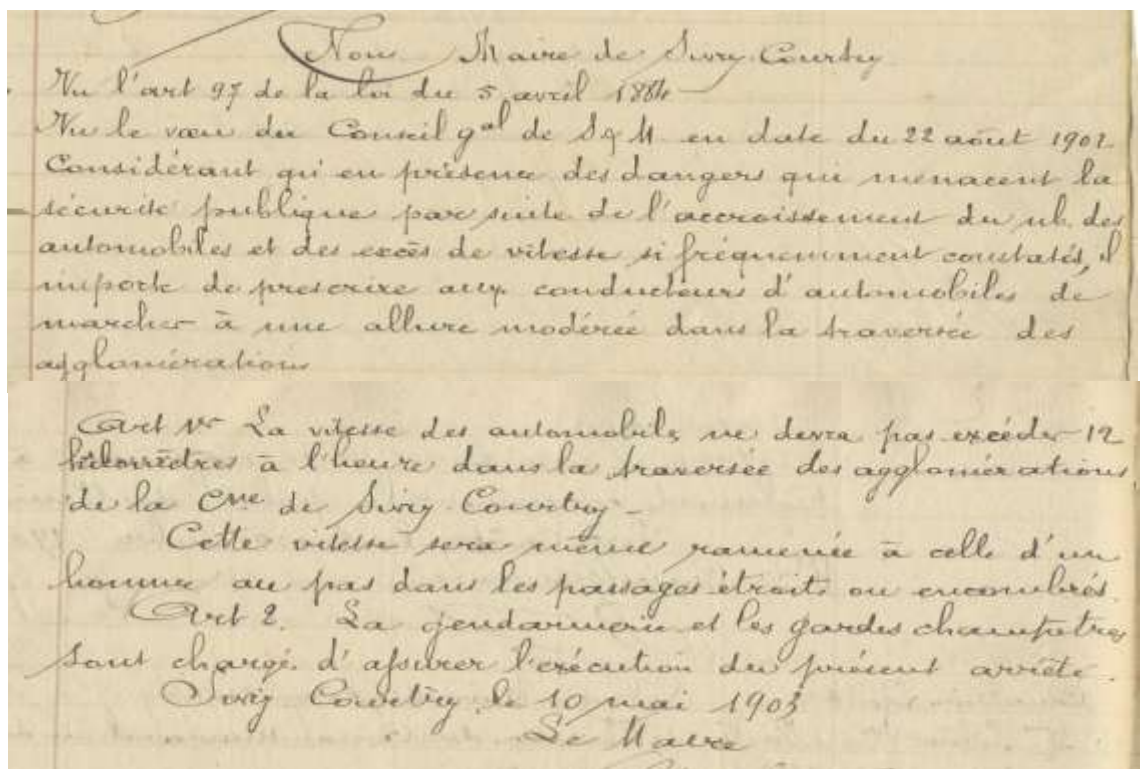 Nous Maire de Sivry-Courtry
Vu l'art 97 de la loi du 5 avril 1884
Vu le vœu du Conseil gal de S & M en date du 22 août 1902
Considérant qu'en présence des dangers qui menacent la
sécurité publique par suite de l'accroissement du nb. des
automobiles et des excès de vitesse si fréquemment constatés, il
importe de prescrire aux conducteurs d'automobiles de
marcher à une allure modérée dans la traversée des
agglomérations
Art 1er La vitesse des automobiles ne devra pas excéder 12
kilomètres à l'heure dans la traversée des agglomérations
de la Cne de Sivry-Courtry -
Cette vitesse sera même ramenée à celle d'un
homme au pas dans les passages étroits ou encombrés.
Art 2. La gendarmerie et les gardes champêtres
sont chargés d'assurer l'exécution du présent arrêté.
Sivry Courtry, le 10 mai 1903
Le Maire